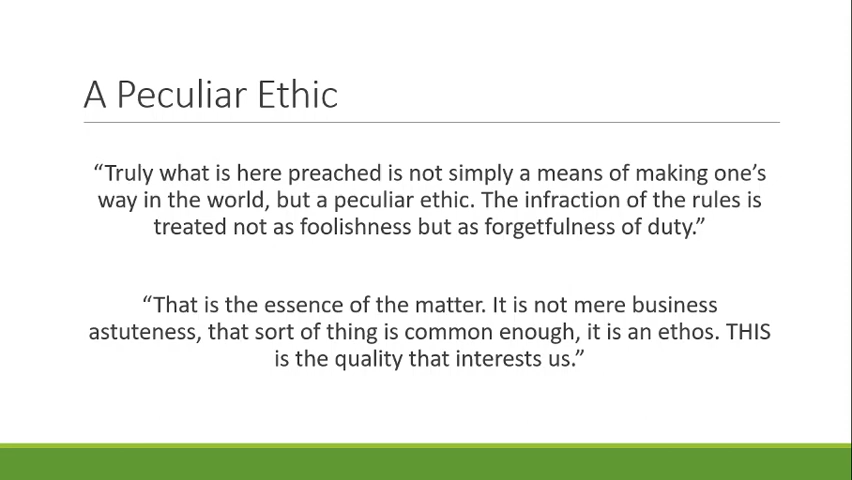 A Peculiar Ethic
“Truly what is here preached is not simply a means of making one’s
way in the world, but a peculiar ethic. The infraction of the rules is
treated not as foolishness but as forgetfulness of duty.”
“That is the essence of the matter. It is not mere business
astuteness, that sort of thing is common enough, it is an ethos. THIS
is the quality that interests us.”